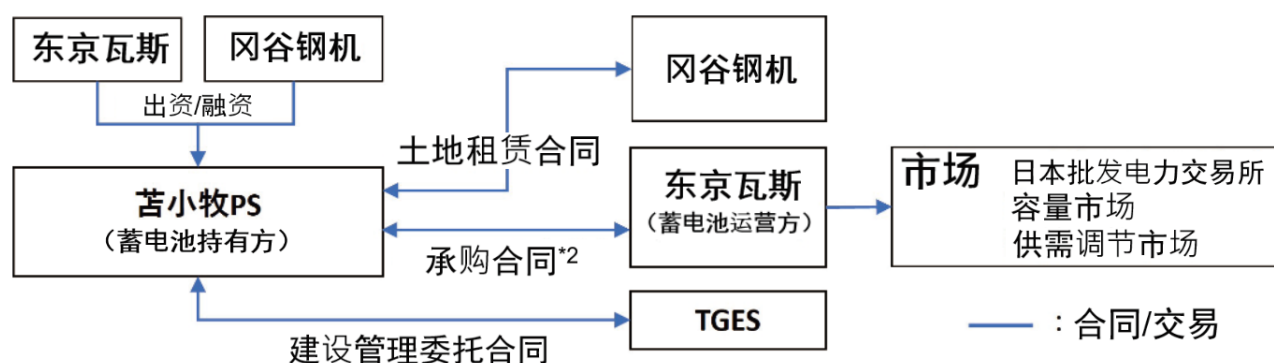 东京瓦斯
冈谷钢机
出资/融资
冈谷钢机
土地租赁合同
苫小牧PS
（蓄电池持有方）
东京瓦斯
（蓄电池运营方）
市场
日本批发电力交易所
容量市场
供需调节市场
承购合同*2
TGES
建设管理委托合同
：合同/交易